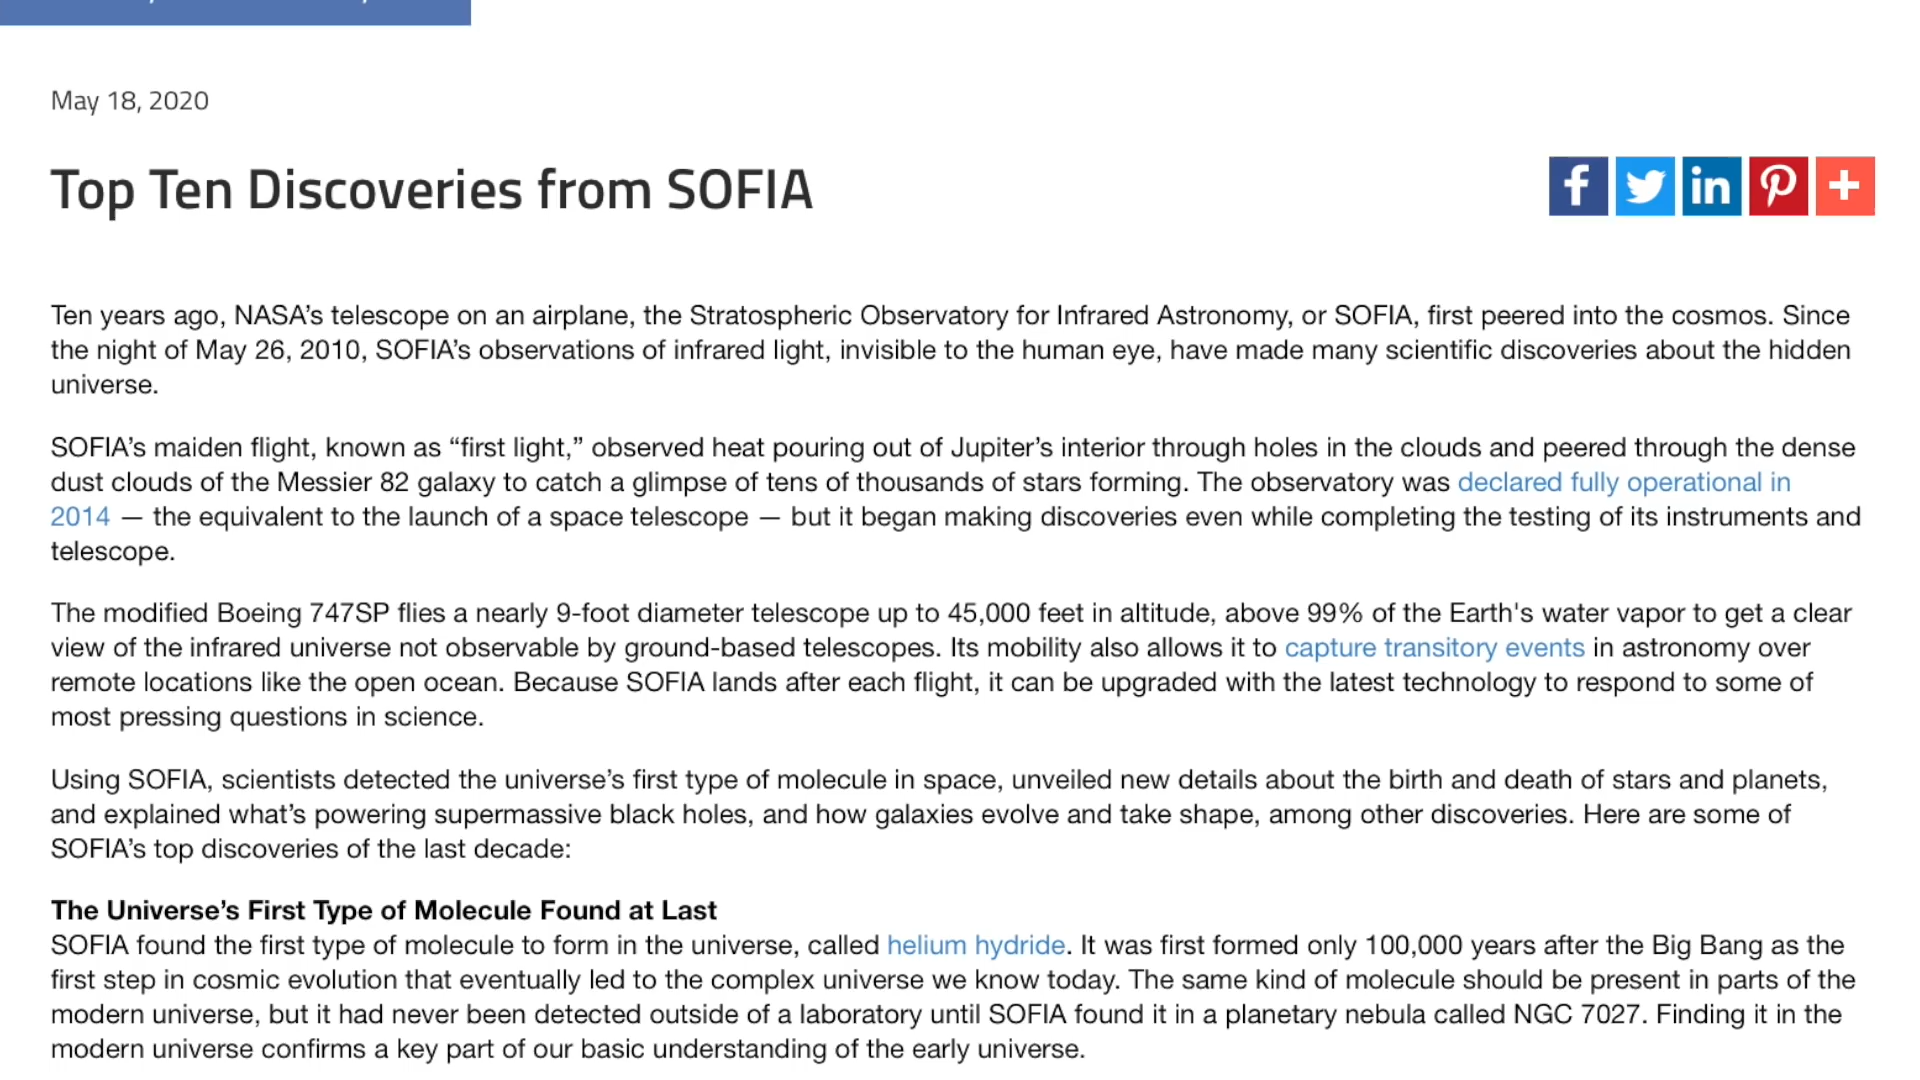 May 18, 2020
Top Ten Discoveries from SOFIA
Ten years ago, NASA’s telescope on an airplane, the Stratospheric Observatory for Infrared Astronomy, or SOFIA, first peered into the cosmos. Since
the night of May 26, 2010, SOFIA’s observations of infrared light, invisible to the human eye, have made many scientific discoveries about the hidden
universe.
SOFIA’s maiden flight, known as “first light,” observed heat pouring out of Jupiter’s interior through holes in the clouds and peered through the dense
dust clouds of the Messier 82 galaxy to catch a glimpse of tens of thousands of stars forming. The observatory was declared fully operational in
2014 — the equivalent to the launch of a space telescope — but it began making discoveries even while completing the testing of its instruments and
telescope.
The modified Boeing 747SP flies a nearly 9-foot diameter telescope up to 45,000 feet in altitude, above 99% of the Earth's water vapor to get a clear
view of the infrared universe not observable by ground-based telescopes. Its mobility also allows it to capture transitory events in astronomy over
remote locations like the open ocean. Because SOFIA lands after each flight, it can be upgraded with the latest technology to respond to some of
most pressing questions in science.
Using SOFIA, scientists detected the universe’s first type of molecule in space, unveiled new details about the birth and death of stars and planets,
and explained what’s powering supermassive black holes, and how galaxies evolve and take shape, among other discoveries. Here are some of
SOFIA’s top discoveries of the last decade:
The Universe’s First Type of Molecule Found at Last
SOFIA found the first type of molecule to form in the universe, called helium hydride. It was first formed only 100,000 years after the Big Bang as the
first step in cosmic evolution that eventually led to the complex universe we know today. The same kind of molecule should be present in parts of the
modern universe, but it had never been detected outside of a laboratory until SOFIA found it in a planetary nebula called NGC 7027. Finding it in the
modern universe confirms a key part of our basic understanding of the early universe.